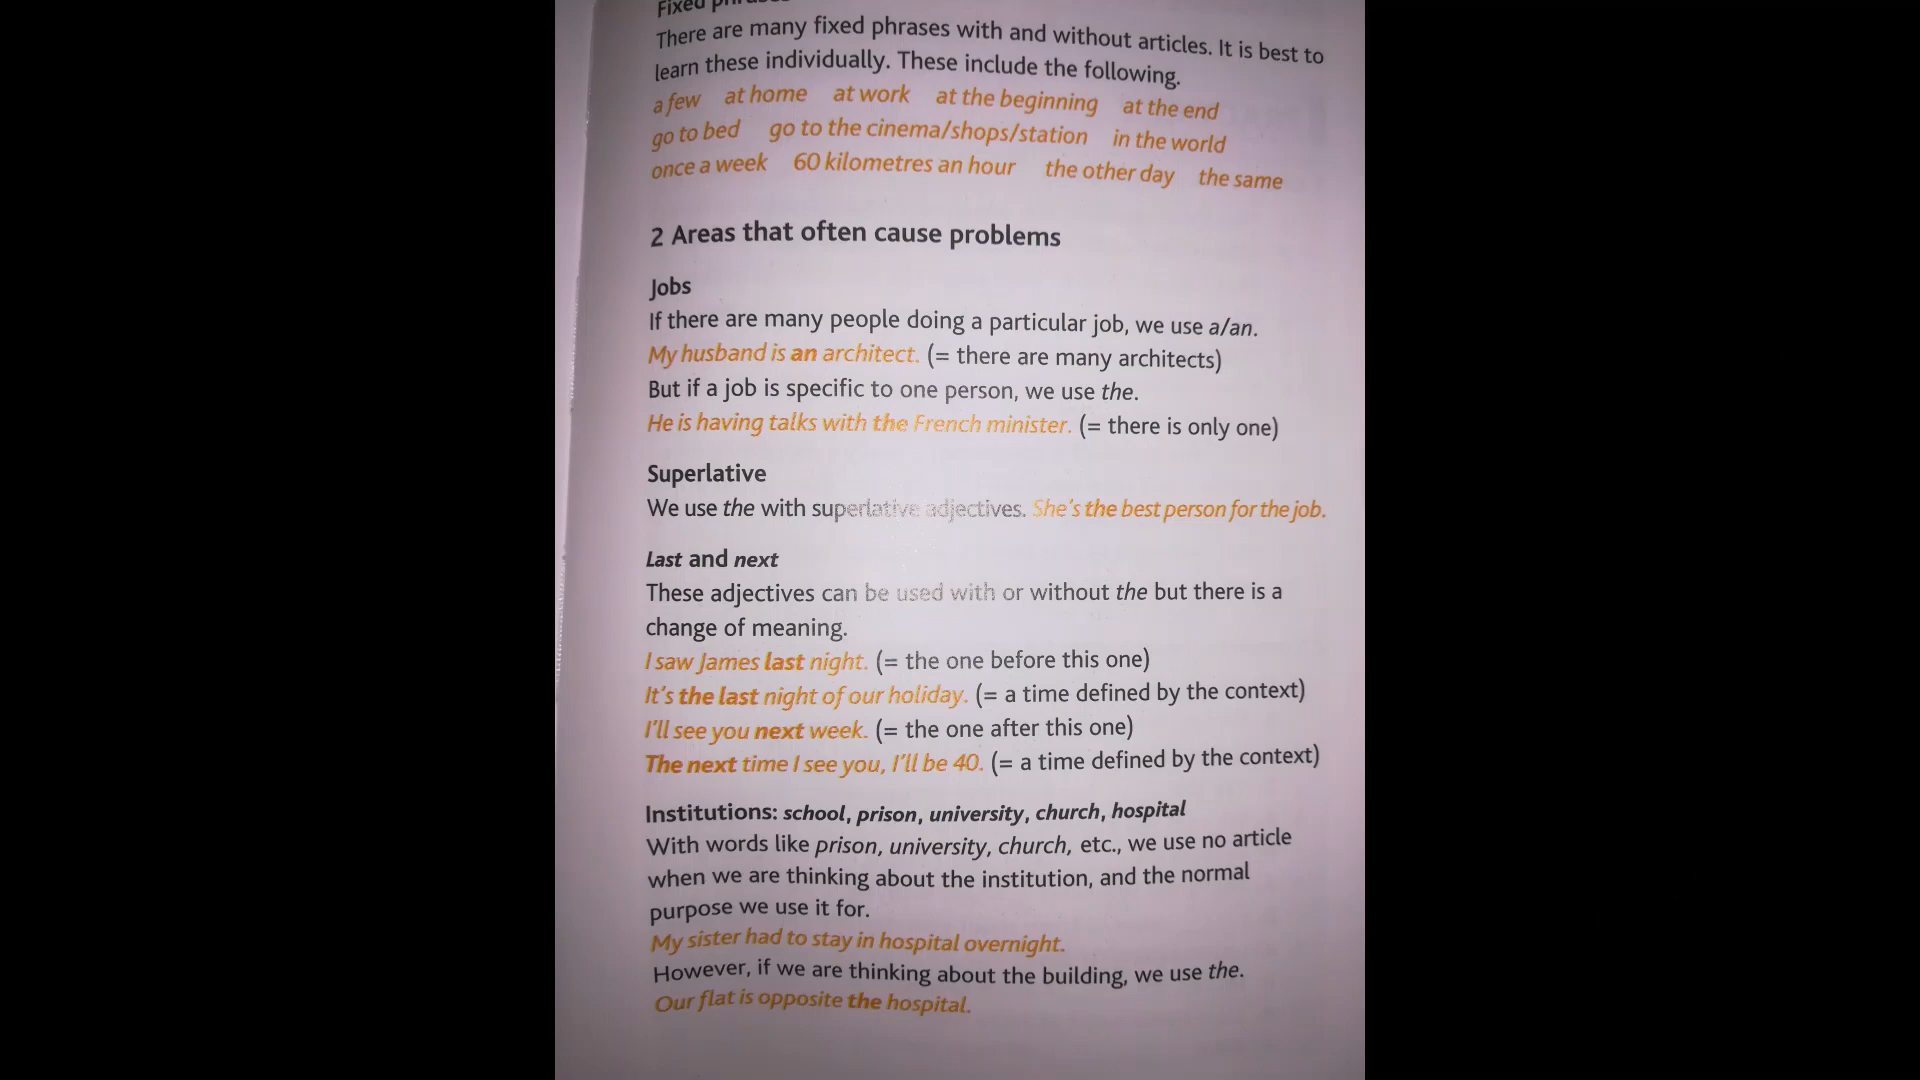 Fixed phrases
There are many fixed phrases with and without articles. It is best to
learn these individually. These include the following.
a few at home at work at the beginning at the end
go to bed go to the cinema/shops/station in the world
once a week 60 kilometres an hour the other day the same
2 Areas that often cause problems
Jobs
If there are many people doing a particular job, we use a/an.
My husband is an architect. (= there are many architects)
But if a job is specific to one person, we use the.
He is having talks with the French minister. (= there is only one)
Superlative
We use the with superlative adjectives. She's the best person for the job.
Last and next
These adjectives can be used with or without the but there is a
change of meaning.
I saw James last night. (= the one before this one)
It's the last night of our holiday. (= a time defined by the context)
I'll see you next week. (= the one after this one)
The next time I see you, I'll be 40. (= a time defined by the context)
Institutions: school, prison, university, church, hospital
With words like prison, university, church, etc., we use no article
when we are thinking about the institution, and the normal
purpose we use it for.
My sister had to stay in hospital overnight.
However, if we are thinking about the building, we use the.
Our flat is opposite the hospital.